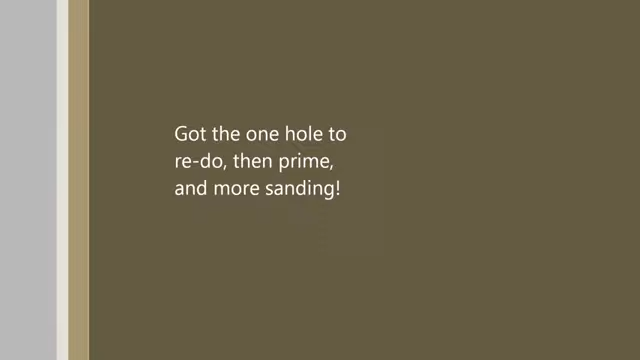 Got the one hole to
re-do, then prime,
and more sanding!